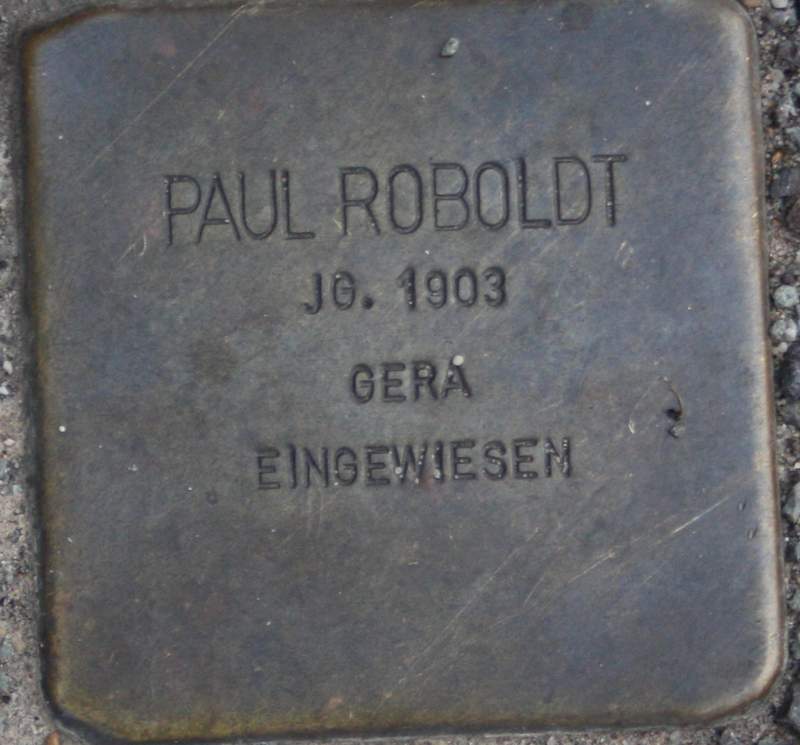 PAUL ROBOLDT
JG. 1903
GERA
EINGEWIESEN